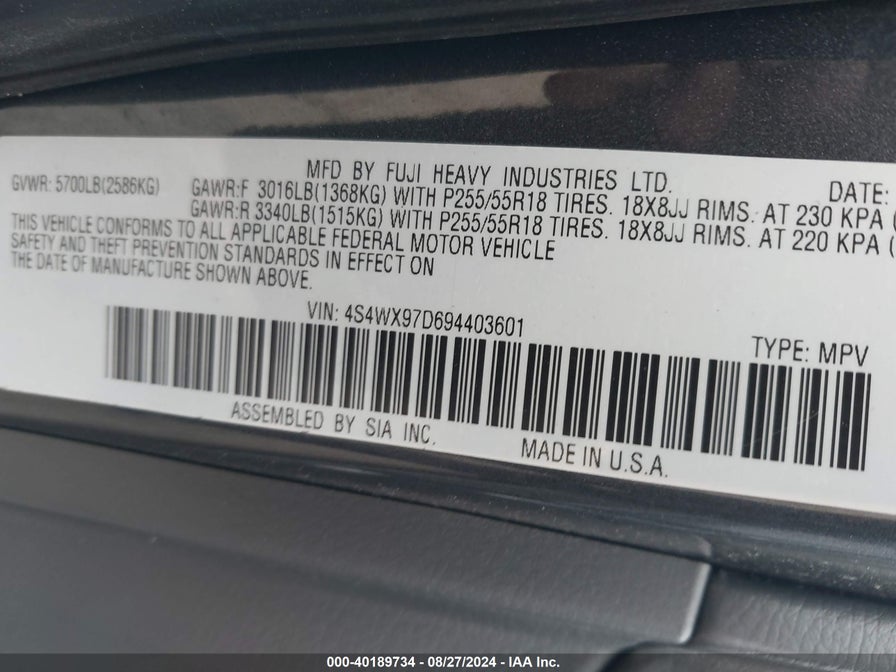 MFD BY FUJI HEAVY INDUSTRIES LTD. DATE:
GVWR: 5700LB(2586KG) GAWR:F 3016LB(1368KG) WITH P255/55R18 TIRES. 18X8JJ RIMS. AT 230 KPA (
GAWR:R 3340LB(1515KG) WITH P255/55R18 TIRES. 18X8JJ RIMS. AT 220 KPA (
THIS VEHICLE CONFORMS TO ALL APPLICABLE FEDERAL MOTOR VEHICLE
SAFETY AND THEFT PREVENTION STANDARDS IN EFFECT ON
THE DATE OF MANUFACTURE SHOWN ABOVE.
VIN: 4S4WX97D694403601
TYPE: MPV
ASSEMBLED BY SIA INC.
MADE IN U.S.A.
000-40189734 - 08/27/2024 - IAA Inc.